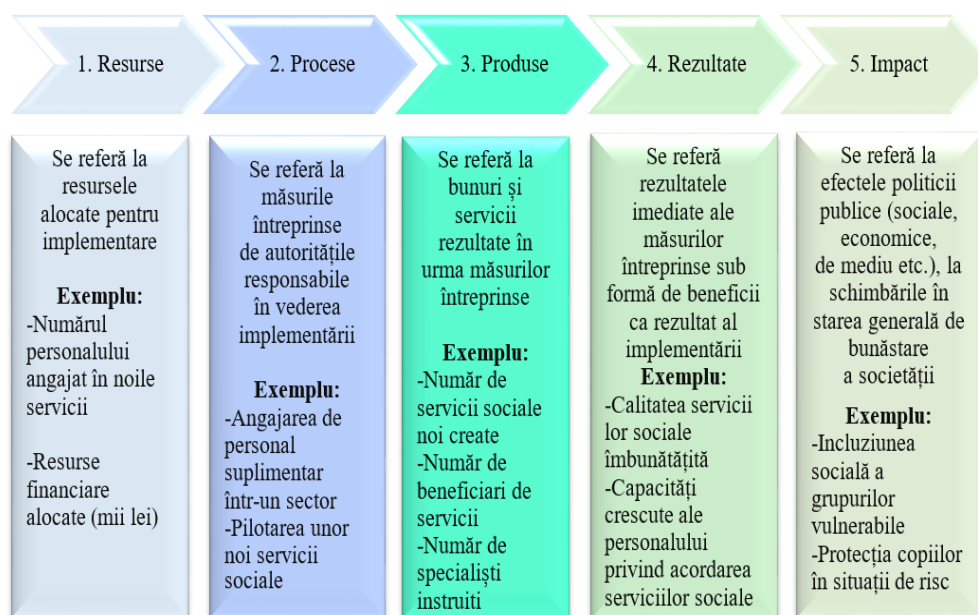 1. Resurse
2. Procese
3. Produse
4. Rezultate
5. Impact
Se referă la
resursele
alocate pentru
implementare
Exemplu:
-Numărul
personalului
angajat în noile
servicii
-Resurse
financiare
alocate (mii lei)
Se referă la
măsurile
întreprinse
de autoritățile
responsabile
în vederea
implementării
Exemplu:
-Angajarea de
personal
suplimentar
într-un sector
-Pilotarea unor
noi servicii
sociale
Se referă la
bunuri și
servicii
rezultate în
urma măsurilor
întreprinse
Exemplu:
-Număr de
servicii sociale
noi create
-Număr de
beneficiari de
servicii
-Număr de
specialiști
instruiti
Se referă
rezultatele
imediate ale
măsurilor
întreprinse sub
formă de beneficii
ca rezultat al
implementării
Exemplu:
-Calitatea servicii
lor sociale
îmbunătățită
-Capacități
crescute ale
personalului
privind acordarea
serviciilor sociale
Se referă la
efectele politicii
publice (sociale,
economice,
de mediu etc.), la
schimbările în
starea generală de
bunăstare
a societății
Exemplu:
-Incluziunea
socială a
grupurilor
vulnerabile
-Protecția copiilor
în situații de risc